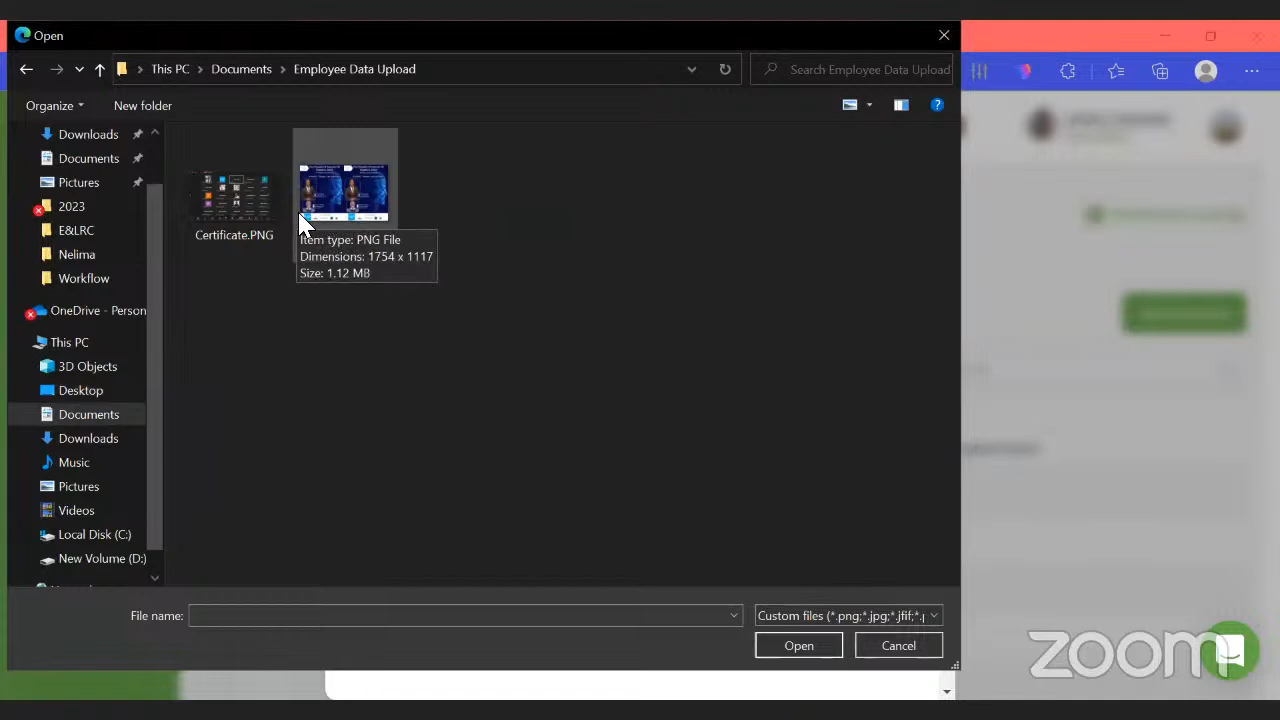 Open
This PC
Documents
Employee Data Upload
Search Employee Data Upload
Organize
New folder
Downloads
Documents
Pictures
2023
E&LRC
Nelima
Workflow
OneDrive - Person
This PC
3D Objects
Desktop
Documents
Downloads
Music
Pictures
Videos
Local Disk (C:)
New Volume (D:)
Certificate.PNG
Item type: PNG File
Dimensions: 1754 x 1117
Size: 1.12 MB
File name:
Custom files (*.png;*.jpg;*.jfif;*.
Open
Cancel
zoom